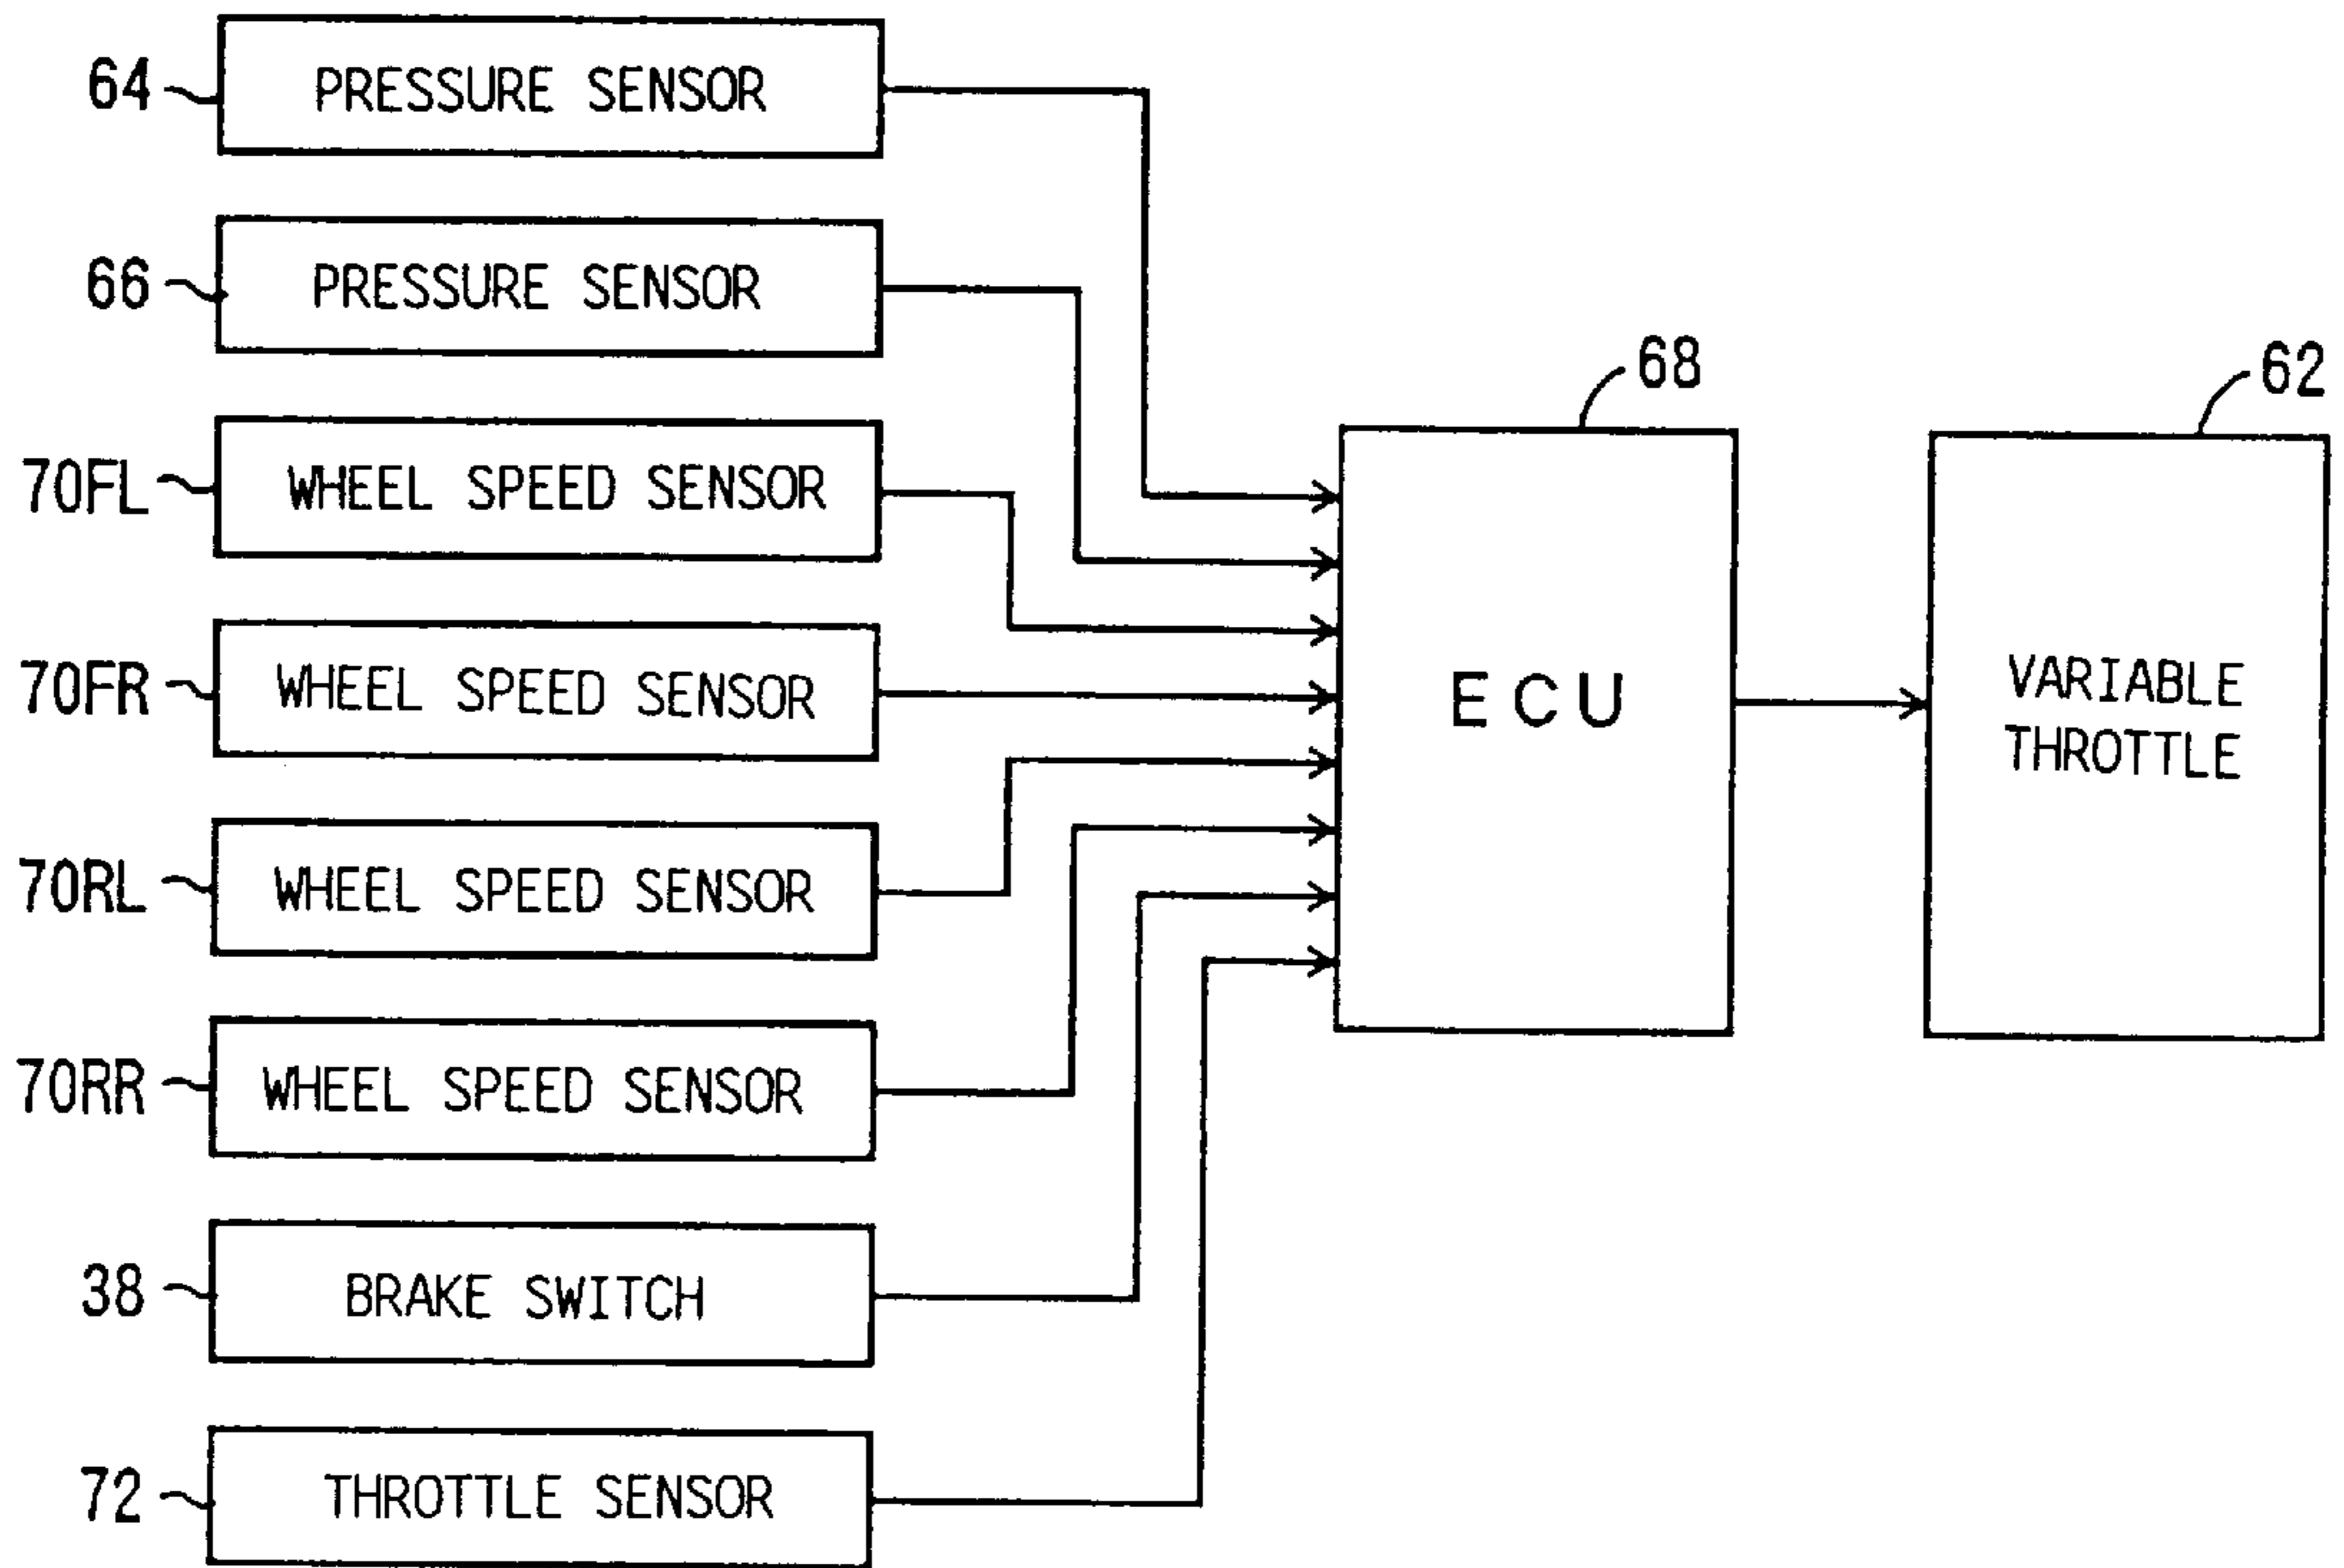 64 PRESSURE SENSOR
66 PRESSURE SENSOR
68
62
70FL WHEEL SPEED SENSOR
70FR WHEEL SPEED SENSOR
ECU
VARIABLE
THROTTLE
70RL WHEEL SPEED SENSOR
70RR WHEEL SPEED SENSOR
38 BRAKE SWITCH
72 THROTTLE SENSOR